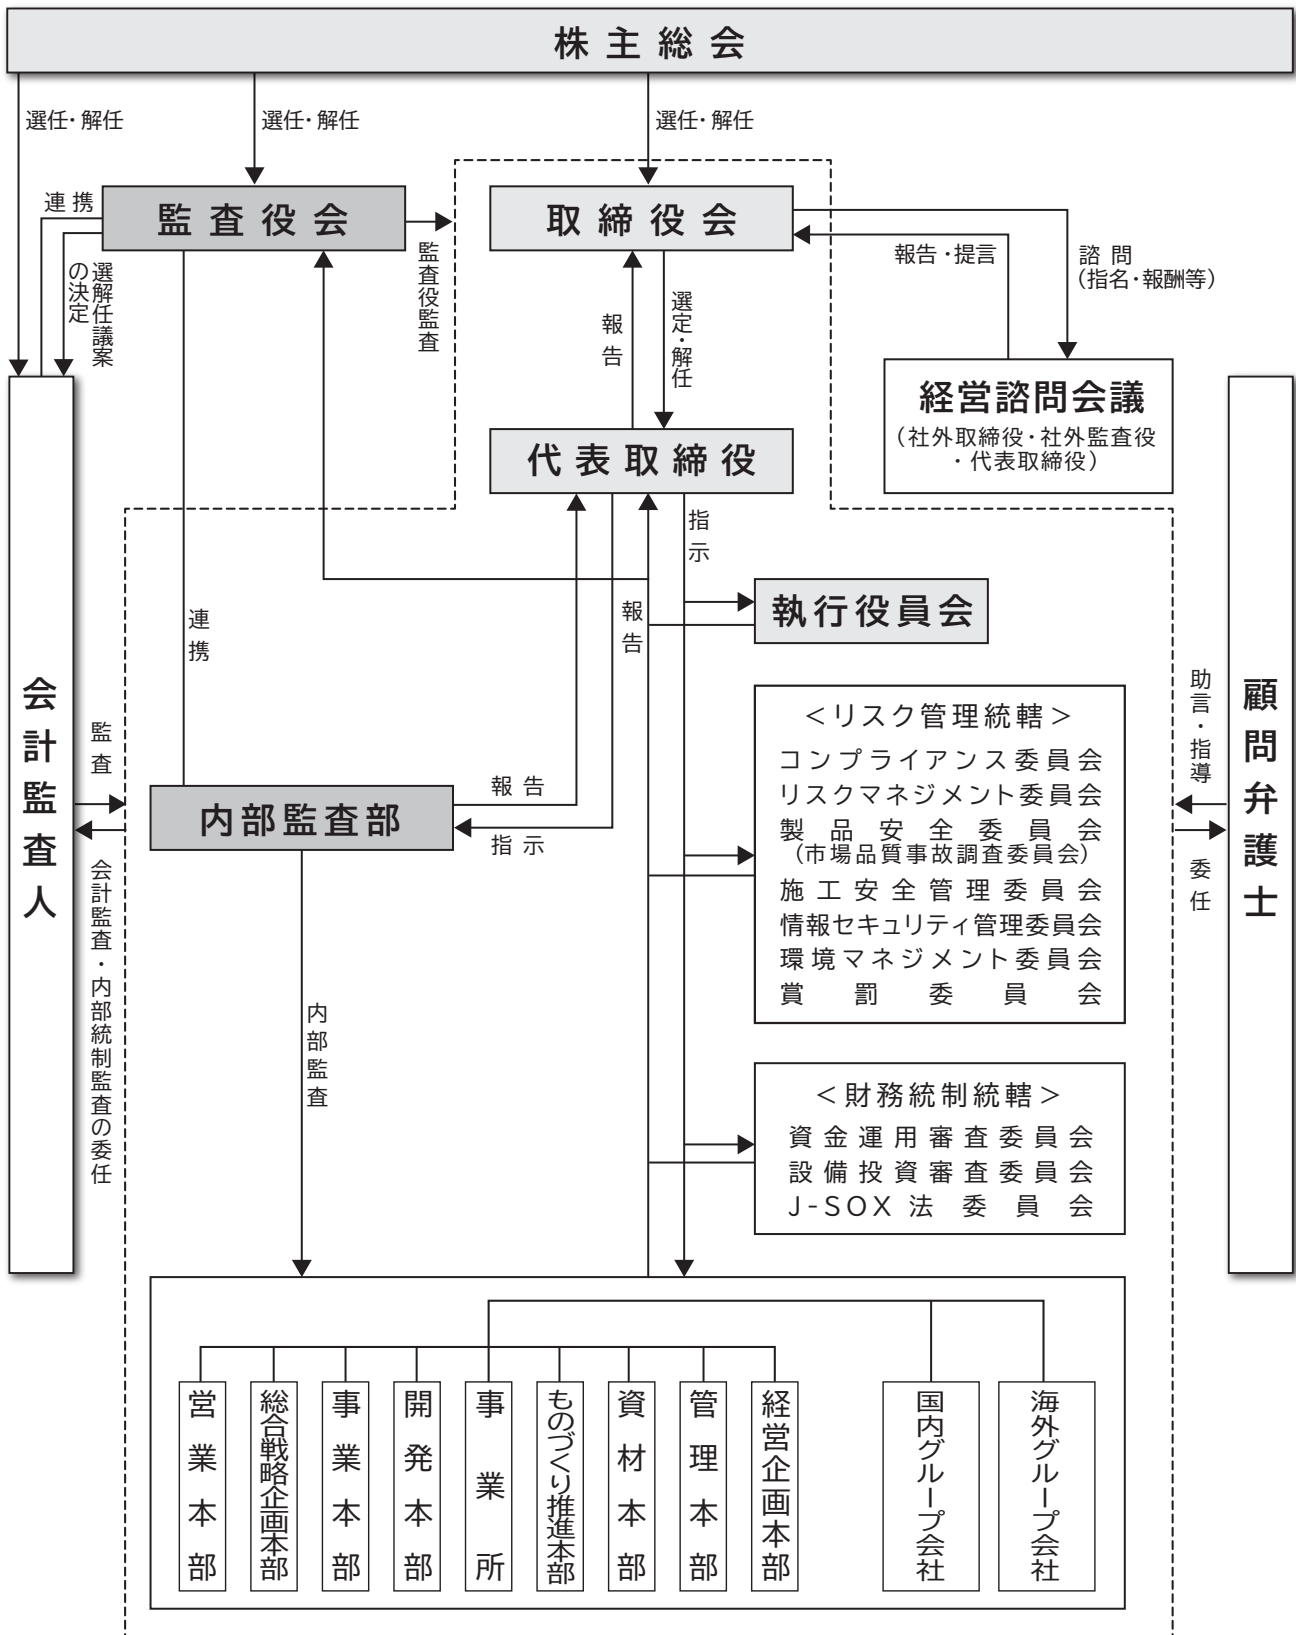 株主総会
選任・解任
選任・解任
選任・解任
連携
監査役会
取締役会
選解任議案
の決定
監査役監査
報告・提言
諮問
(指名・報酬等)
報告
選定・解任
経営諮問会議
(社外取締役・社外監査役
・代表取締役)
代表取締役
指示
執行役員会
報告
連携
会計監査人
監査
会計監査・内部統制監査の委任
顧問弁護士
助言・指導
委任
内部監査部
報告
指示
内部監査
＜リスク管理統轄＞
コンプライアンス委員会
リスクマネジメント委員会
製品安全委員会
(市場品質事故調査委員会)
施工安全管理委員会
情報セキュリティ管理委員会
環境マネジメント委員会
賞罰委員会
＜財務統制統轄＞
資金運用審査委員会
設備投資審査委員会
J-SOX法委員会
営業本部
総合戦略企画本部
事業本部
開発本部
事業所
ものづくり推進本部
資材本部
管理本部
経営企画本部
国内グループ会社
海外グループ会社